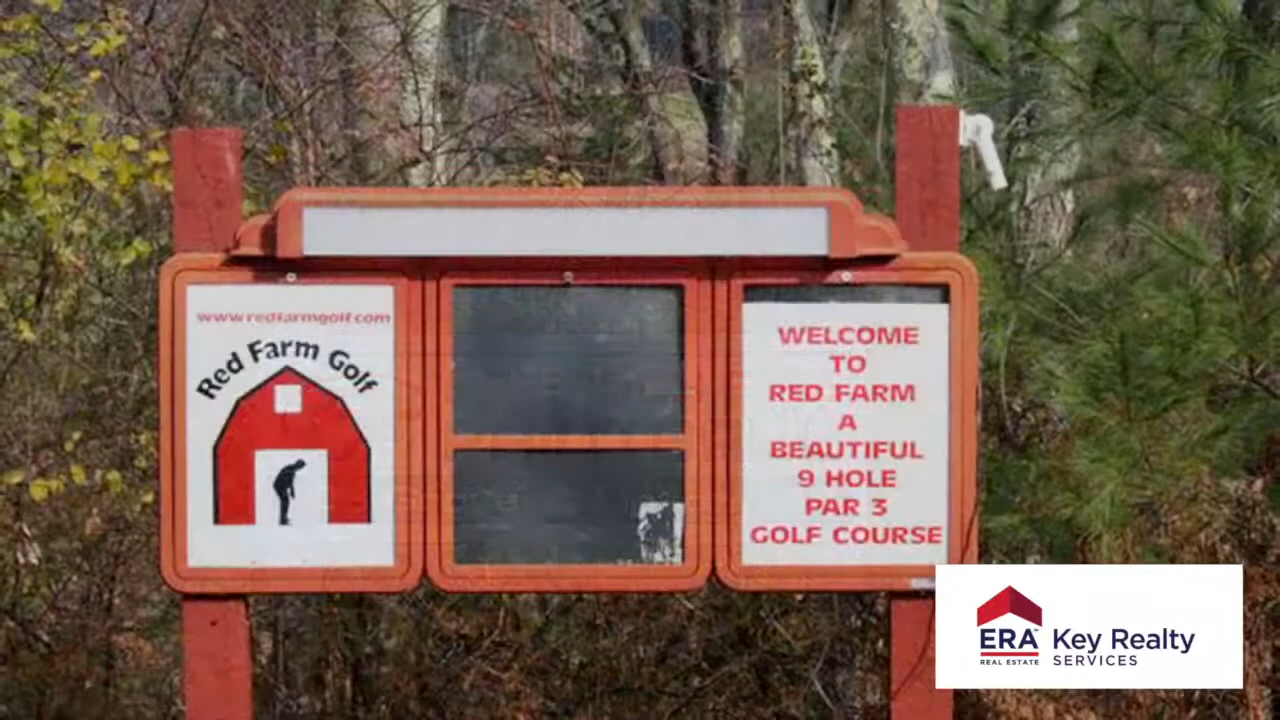 www.redfarmgolf.com
Red Farm Golf
WELCOME
TO
RED FARM
A
BEAUTIFUL
9 HOLE
PAR 3
GOLF COURSE
ERA
REAL ESTATE
Key Realty
SERVICES